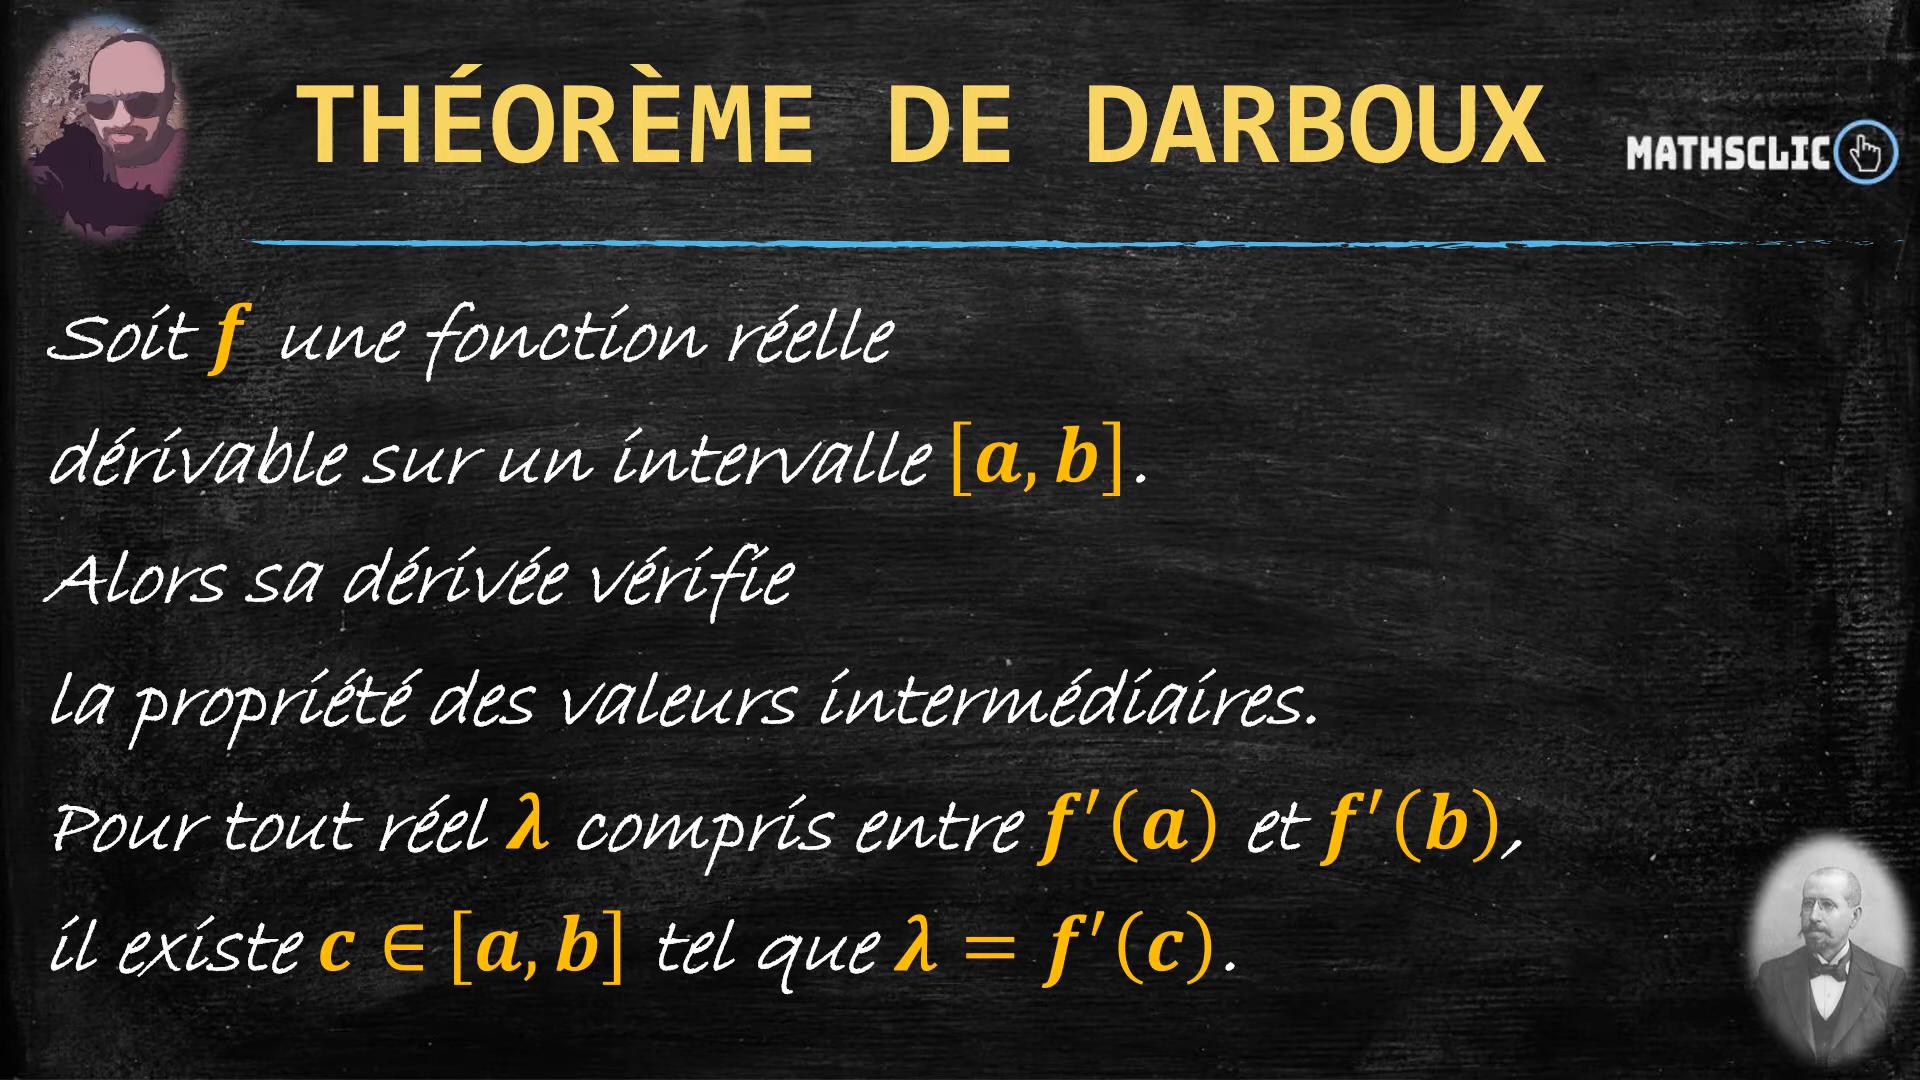 THÉORÈME DE DARBOUX
MATHSCLIC
Soit f une fonction réelle
dérivable sur un intervalle [a, b].
Alors sa dérivée vérifie
la propriété des valeurs intermédiaires.
Pour tout réel λ compris entre f′(a) et f′(b),
il existe c ∈ [a, b] tel que λ = f′(c).